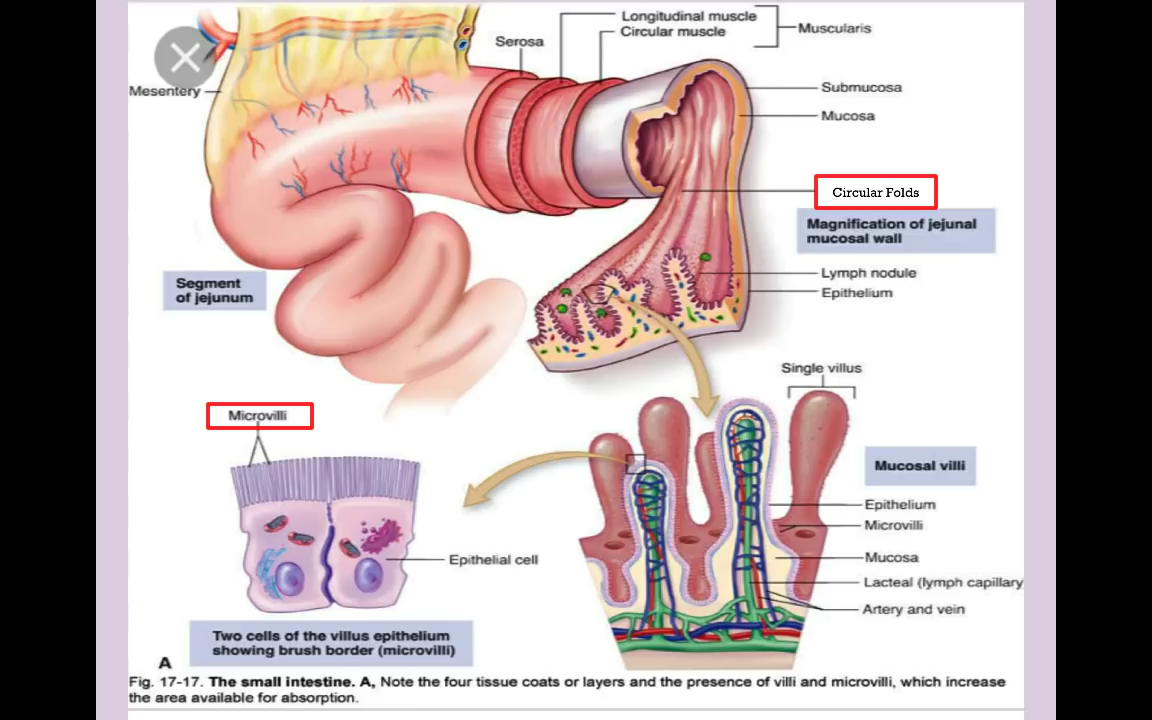 Longitudinal muscle
Circular muscle
Muscularis
Serosa
Mesentery
Submucosa
Mucosa
Circular Folds
Magnification of jejunal
mucosal wall
Lymph nodule
Epithelium
Segment
of jejunum
Single villus
Microvilli
Mucosal villi
Epithelium
Microvilli
Epithelial cell
Mucosa
Lacteal (lymph capillary
Artery and vein
Two cells of the villus epithelium
showing brush border (microvilli)
A
Fig. 17-17. The small intestine. A, Note the four tissue coats or layers and the presence of villi and microvilli, which increase
the area available for absorption.